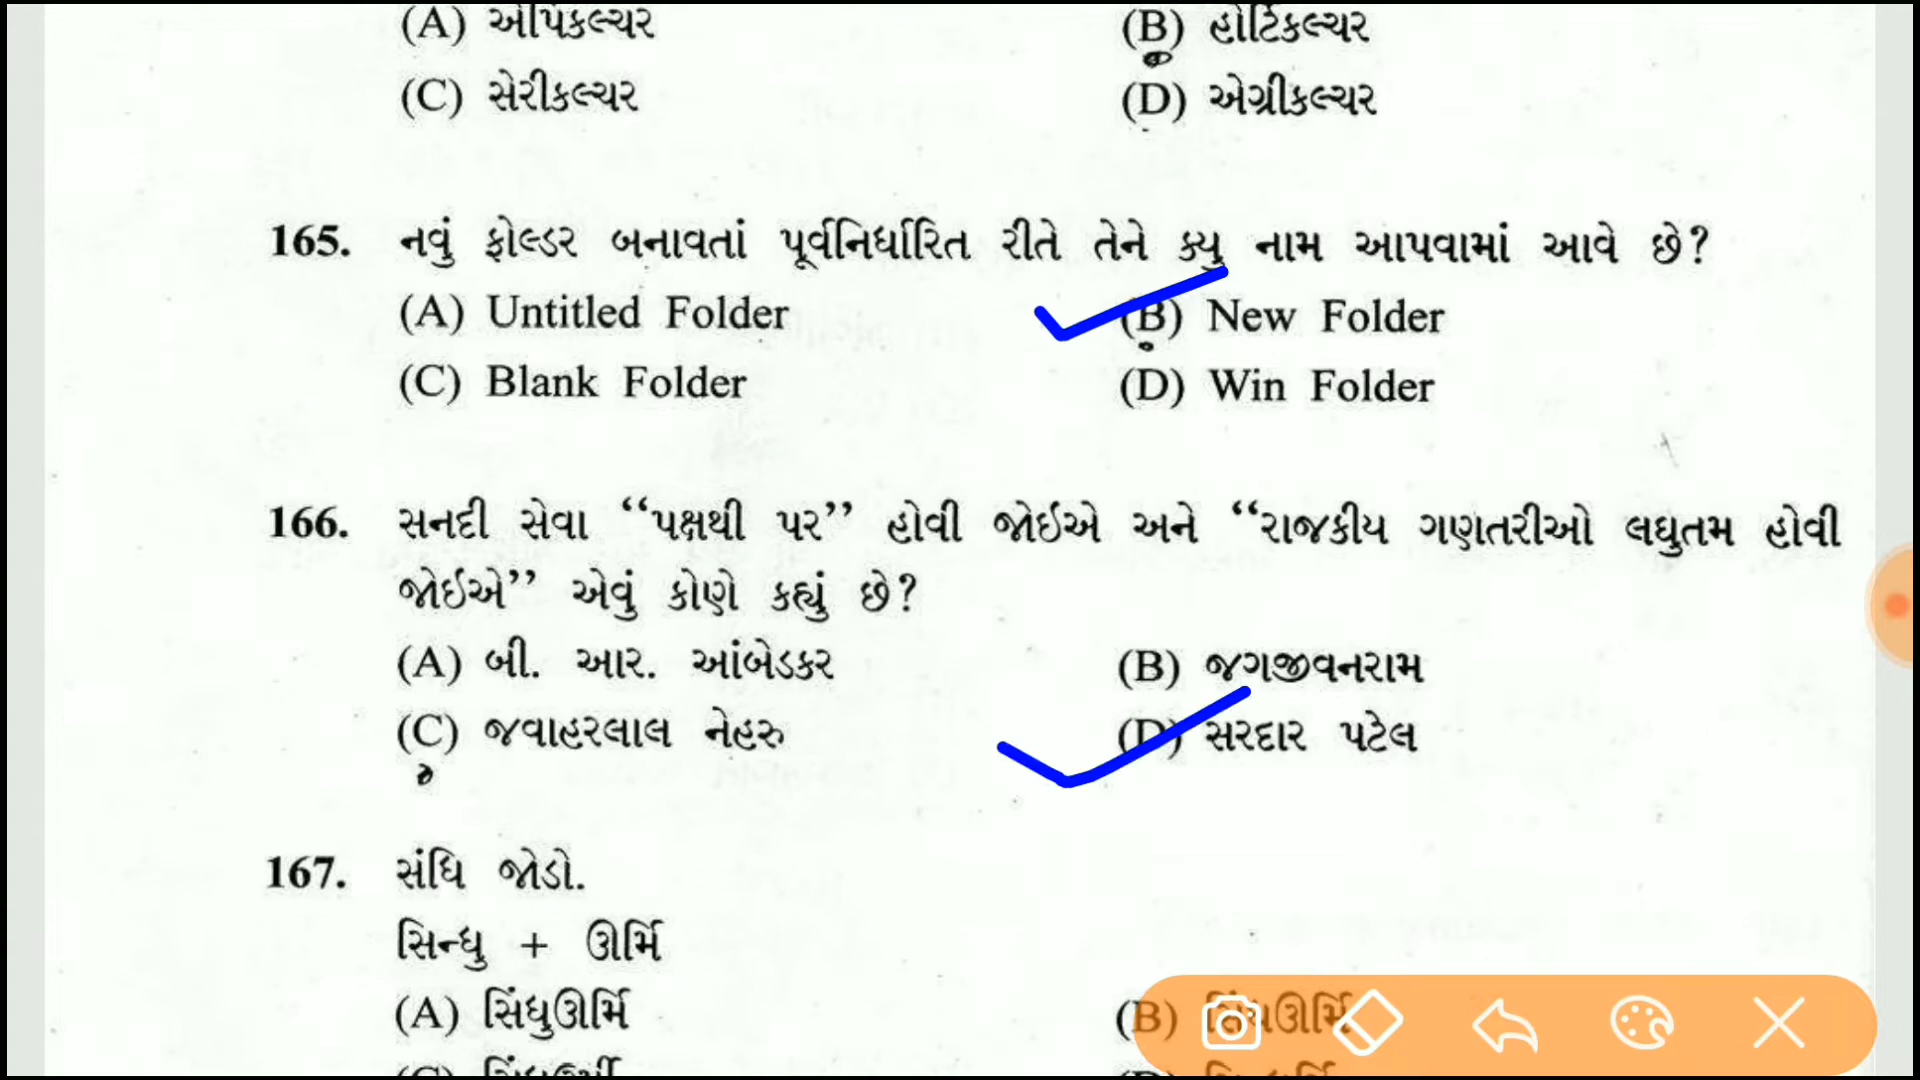 (A) એપિકલ્ચર
(B) હોર્ટિકલ્ચર
(C) સેરીકલ્ચર
(D) એગ્રીકલ્ચર
165. નવું ફોલ્ડર બનાવતાં પૂર્વનિર્ધારિત રીતે તેને ક્યુ નામ આપવામાં આવે છે?
(A) Untitled Folder
(B) New Folder
(C) Blank Folder
(D) Win Folder
166. સનદી સેવા ‘‘પક્ષથી પર’’ હોવી જોઈએ અને ‘‘રાજકીય ગણતરીઓ લઘુતમ હોવી
જોઈએ’’ એવું કોણે કહ્યું છે?
(A) બી. આર. આંબેડકર
(B) જગજીવનરામ
(C) જવાહરલાલ નેહરુ
(D) સરદાર પટેલ
167. સંધિ જોડો.
સિન્ધુ + ઊર્મિ
(A) સિંધુઊર્મિ
(B)
(C)
(D)